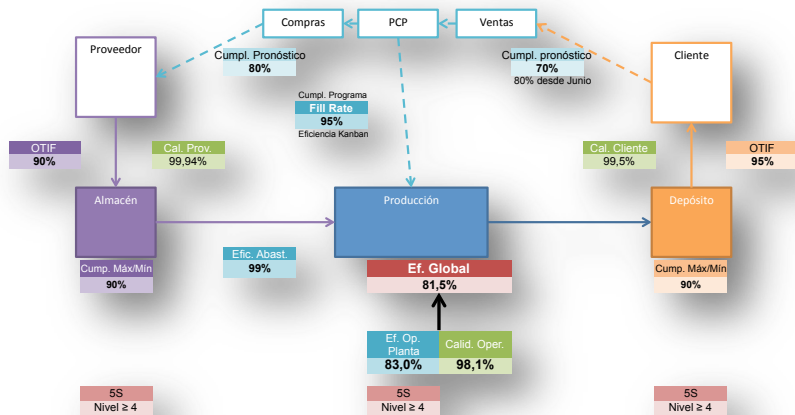 Compras
PCP
Ventas
Proveedor
Cliente
Cumpl. Pronóstico
80%
Cumpl. pronóstico
70%
80% desde Junio
Cumpl. Programa
Fill Rate
95%
Eficiencia Kanban
OTIF
90%
Cal. Prov.
99,94%
Cal. Cliente
99,5%
OTIF
95%
Almacén
Producción
Depósito
Efic. Abast.
99%
Cump. Máx/Mín
90%
Ef. Global
81,5%
Cump. Máx/Mín
90%
Ef. Op.
Planta
83,0%
Calid. Oper.
98,1%
5S
Nivel ≥ 4
5S
Nivel ≥ 4
5S
Nivel ≥ 4